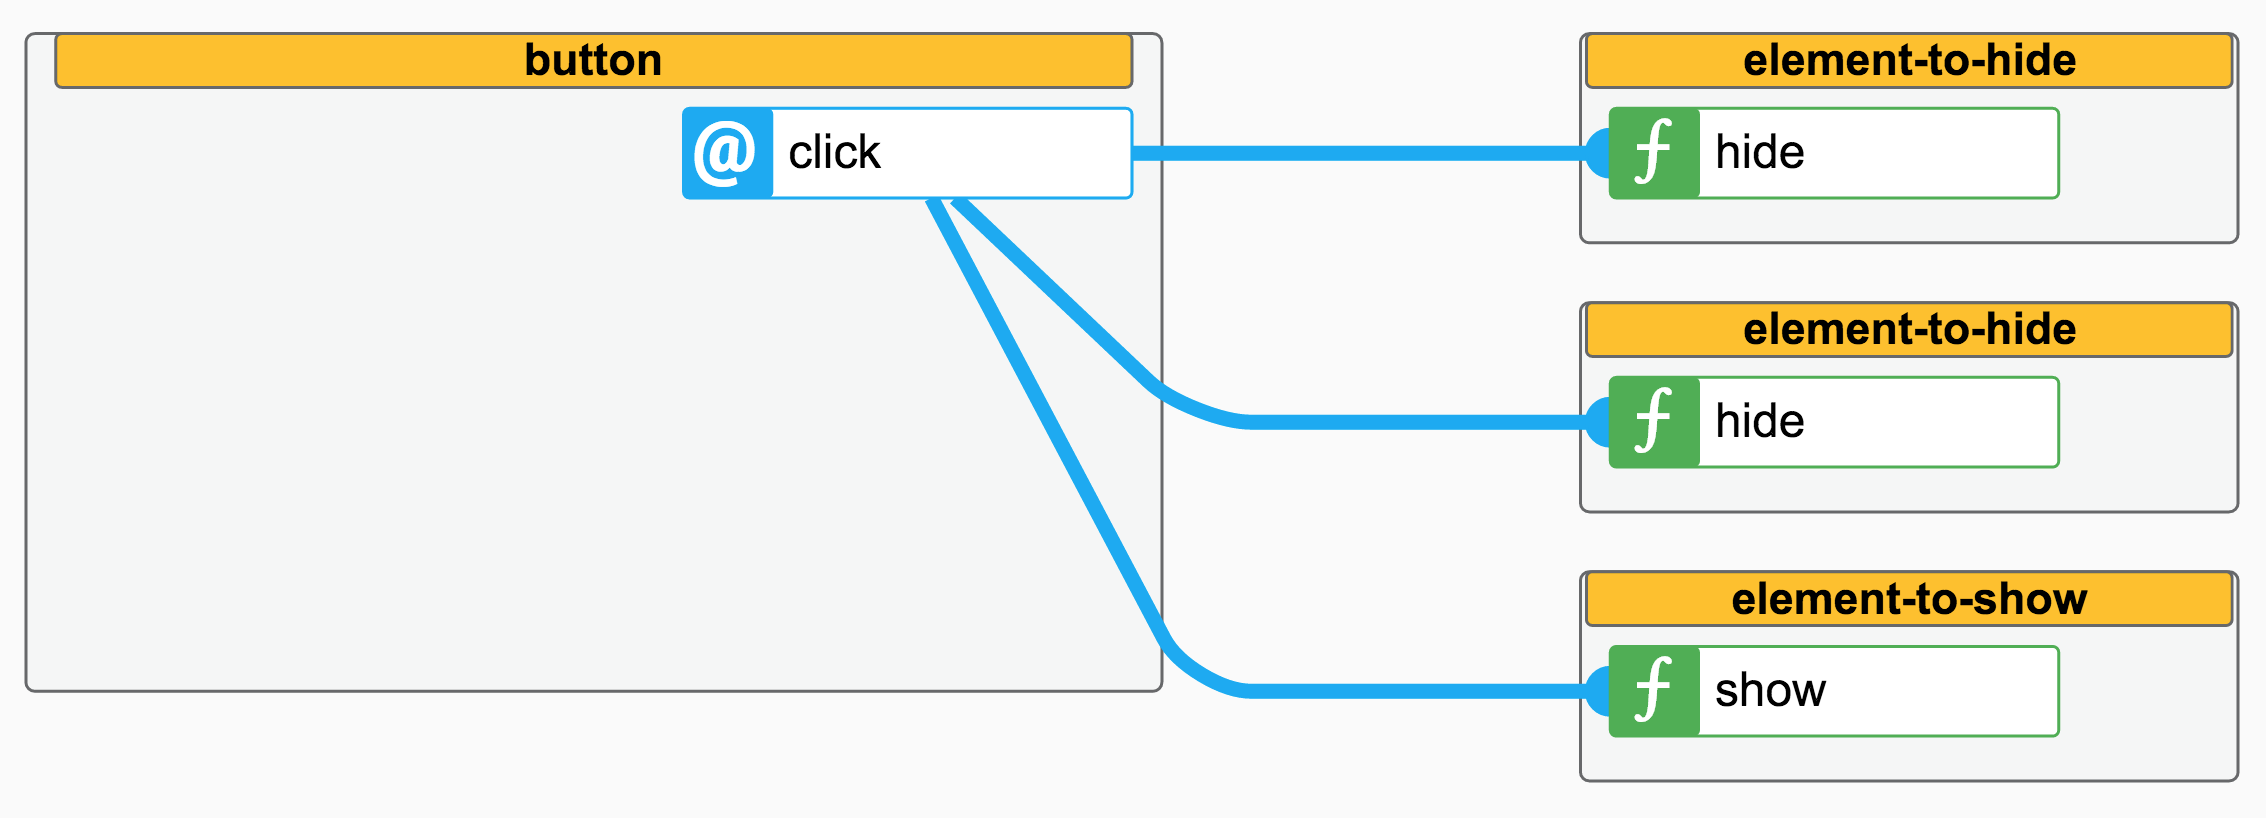 button
@ click
element-to-hide
f hide
element-to-hide
f hide
element-to-show
f show